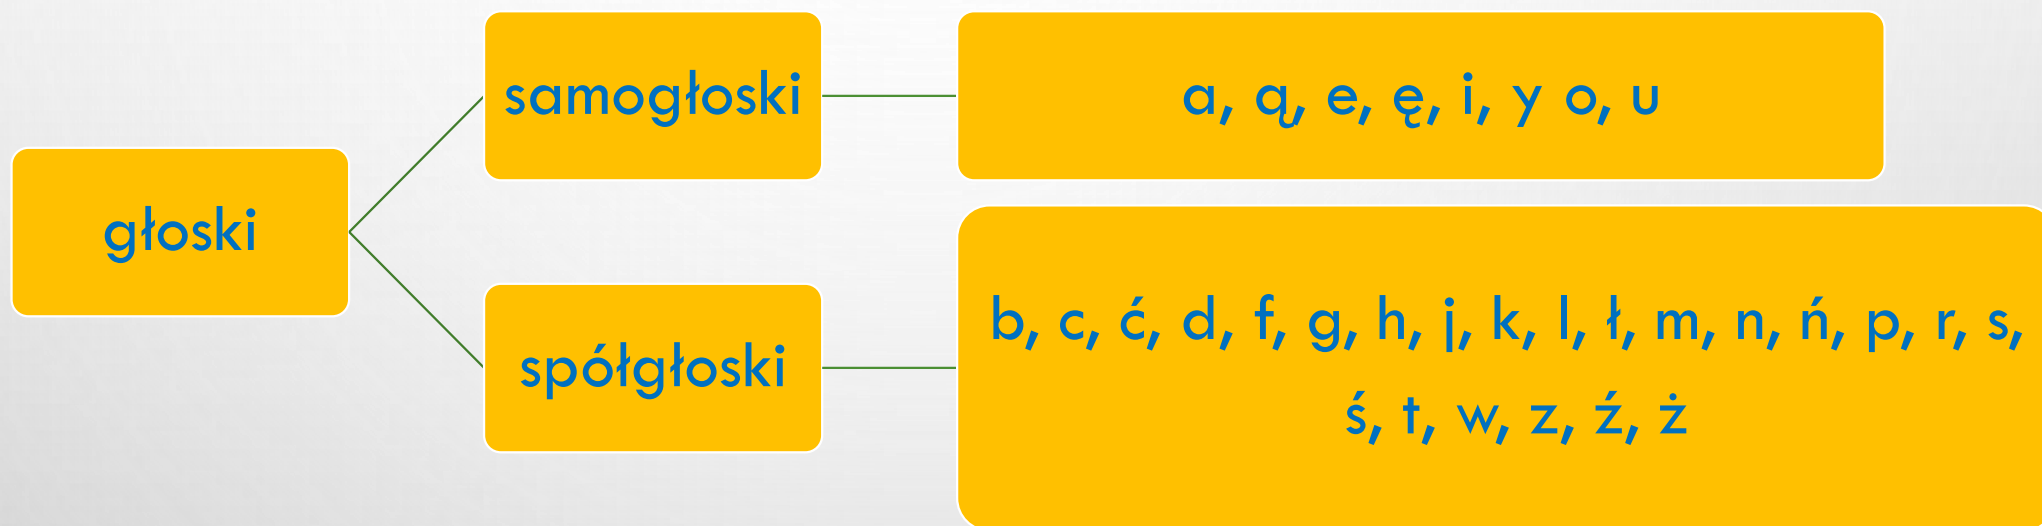 głoski
samogłoski
a, ą, e, ę, i, y o, u
spółgłoski
b, c, ć, d, f, g, h, j, k, l, ł, m, n, ń, p, r, s,
ś, t, w, z, ź, ż